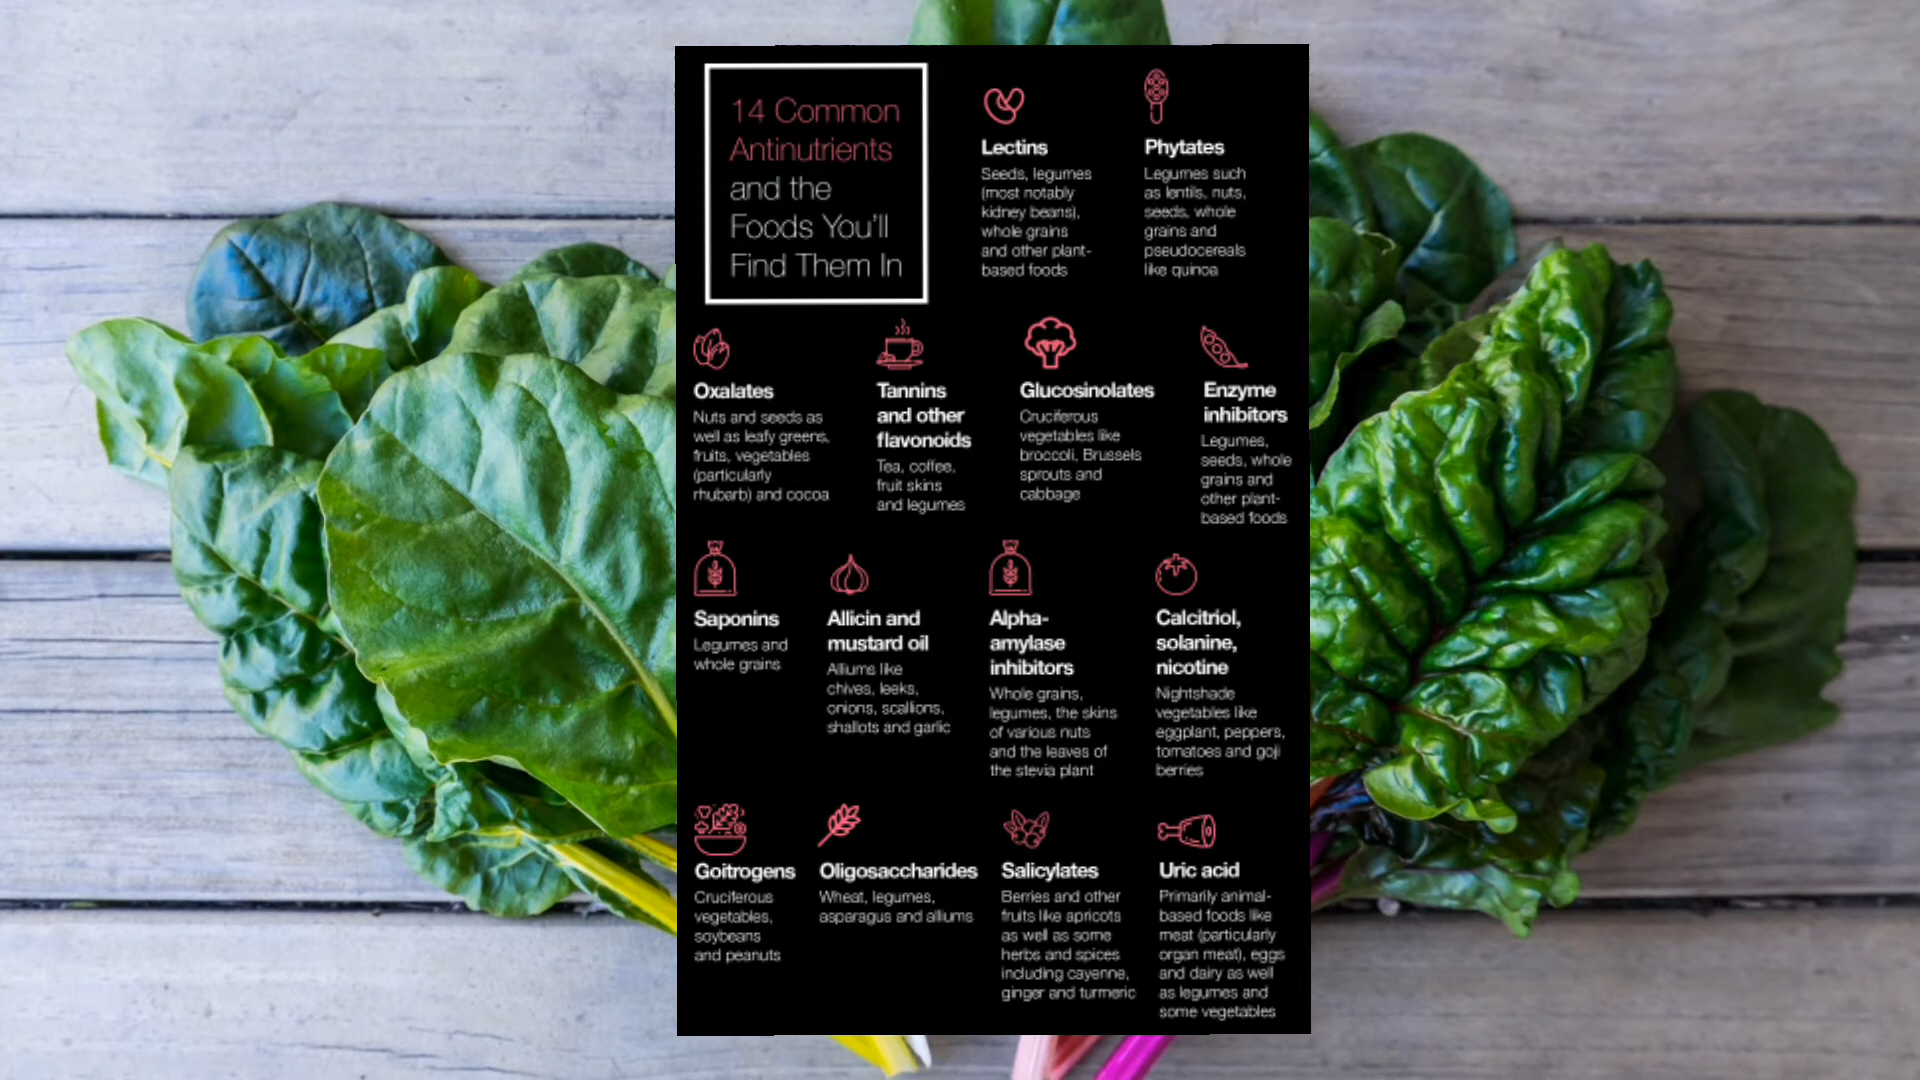 14 Common
Antinutrients
and the
Foods You'll
Find Them In
Lectins
Seeds, legumes
(most notably
kidney beans),
whole grains
and other plant-
based foods
Phytates
Legumes such
as lentils, nuts,
seeds, whole
grains and
pseudocereals
like quinoa
Oxalates
Nuts and seeds as
well as leafy greens,
fruits, vegetables
(particularly
rhubarb) and cocoa
Tannins
and other
flavonoids
Tea, coffee,
fruit skins
and legumes
Glucosinolates
Cruciferous
vegetables like
broccoli, Brussels
sprouts and
cabbage
Enzyme
inhibitors
Legumes,
seeds, whole
grains and
other plant-
based foods
Saponins
Legumes and
whole grains
Allicin and
mustard oil
Alliums like
chives, leeks,
onions, scallions,
shallots and garlic
Alpha-
amylase
inhibitors
Whole grains,
legumes, the skins
of various nuts
and the leaves of
the stevia plant
Calcitriol,
solanine,
nicotine
Nightshade
vegetables like
eggplant, peppers,
tomatoes and goji
berries
Goitrogens
Cruciferous
vegetables,
soybeans
and peanuts
Oligosaccharides
Wheat, legumes,
asparagus and alliums
Salicylates
Berries and other
fruits like apricots
as well as some
herbs and spices
including cayenne,
ginger and turmeric
Uric acid
Primarily animal-
based foods like
meat (particularly
organ meat), eggs
and dairy as well
as legumes and
some vegetables